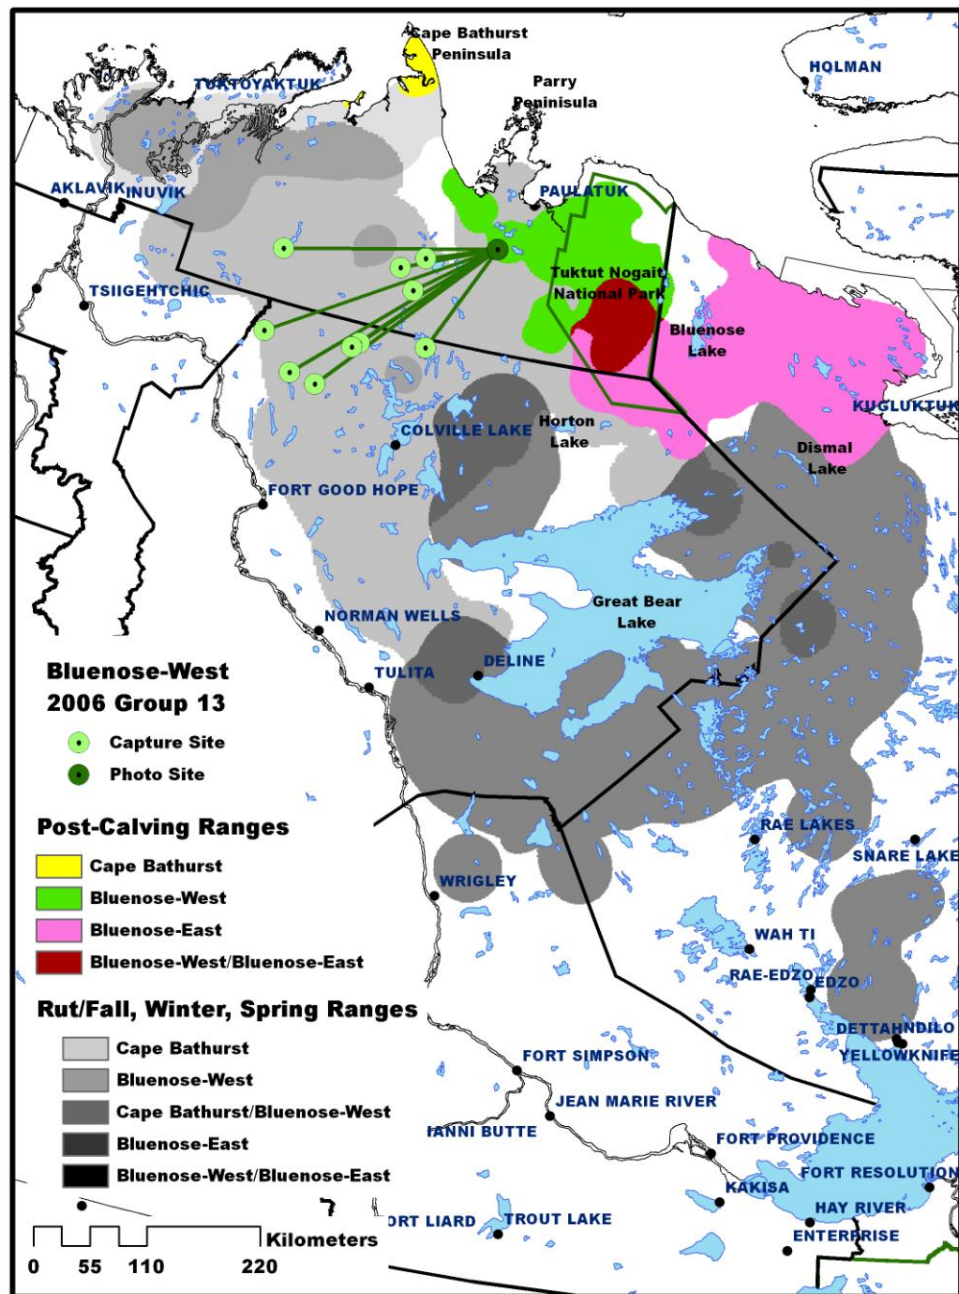 Cape Bathurst
Peninsula
HOLMAN
TUKTOYAKTUK
Parry
Peninisula
AKLAVIK
INUVIK
PAULATUK
TSIIGEHTCHIC
Tuktut Nogait
National Park
Bluenose
Lake
KUGLUKTUK
Horton
Lake
COLVILLE LAKE
Dismal
Lake
FORT GOOD HOPE
Great Bear
Lake
NORMAN WELLS
DELINE
TULITA
Bluenose-West
2006 Group 13
Capture Site
Photo Site
Post-Calving Ranges
Cape Bathurst
Bluenose-West
Bluenose-East
Bluenose-West/Bluenose-East
Rut/Fall, Winter, Spring Ranges
Cape Bathurst
Bluenose-West
Cape Bathurst/Bluenose-West
Bluenose-East
Bluenose-West/Bluenose-East
Kilometers
0 55 110 220
RAE LAKES
SNARE LAKE
WRIGLEY
WAH TI
RAE-EDZO
EDZO
DETTAH
NDILO
YELLOWKNIFE
FORT SIMPSON
JEAN MARIE RIVER
IANNI BUTTE
FORT PROVIDENCE
FORT RESOLUTION
KAKISA
HAY RIVER
ORT LIARD
TROUT LAKE
ENTERPRISE